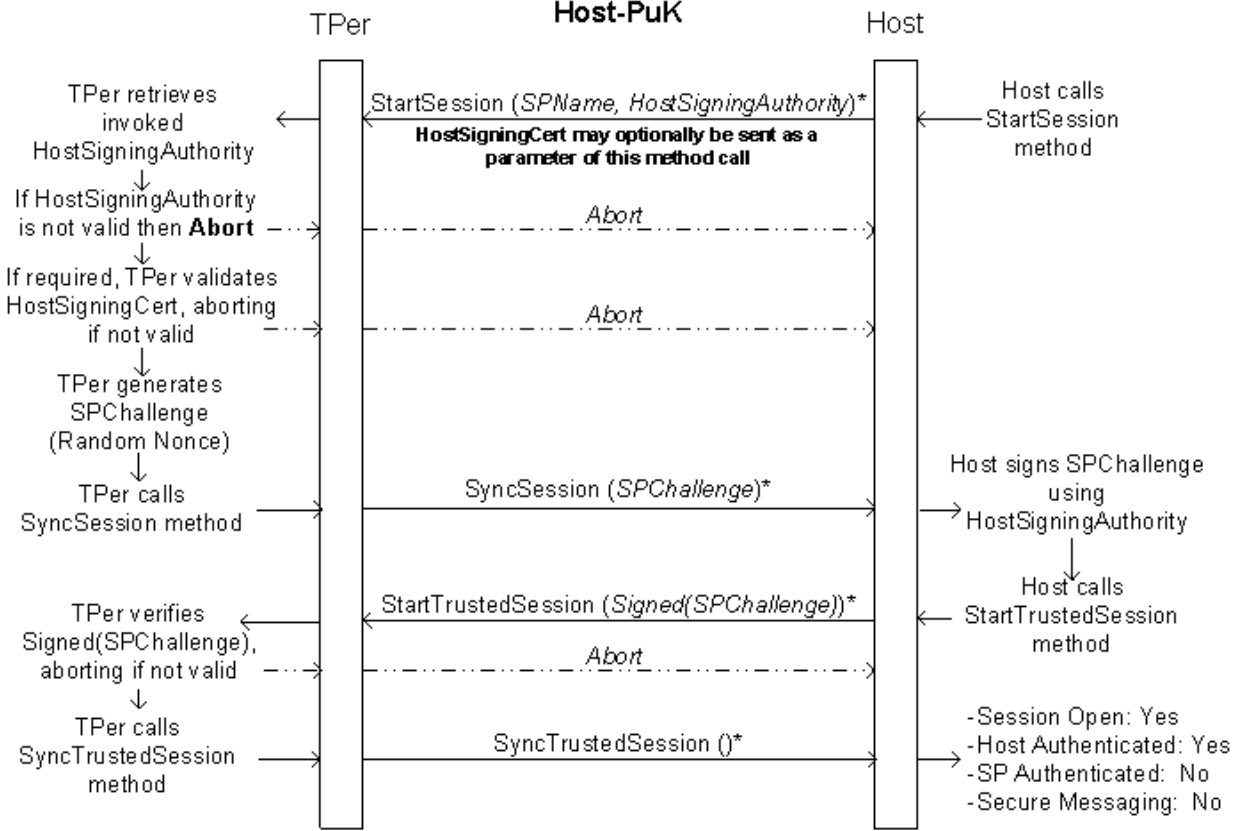 Host-PuK
TPer
Host
TPer retrieves
invoked
HostSigningAuthority
StartSession (SPName, HostSigningAuthority)*
HostSigningCert may optionally be sent as a
parameter of this method call
Host calls
StartSession
method
If HostSigningAuthority
is not valid then Abort
Abort
If required, TPer validates
HostSigningCert, aborting
if not valid
Abort
TPer generates
SPChallenge
(Random Nonce)
TPer calls
SyncSession method
SyncSession (SPChallenge)*
Host signs SPChallenge
using
HostSigningAuthority
Host calls
StartTrustedSession
method
StartTrustedSession (Signed(SPChallenge))*
TPer verifies
Signed(SPChallenge),
aborting if not valid
Abort
TPer calls
SyncTrustedSession
method
SyncTrustedSession ()*
-Session Open: Yes
-Host Authenticated: Yes
-SP Authenticated: No
-Secure Messaging: No